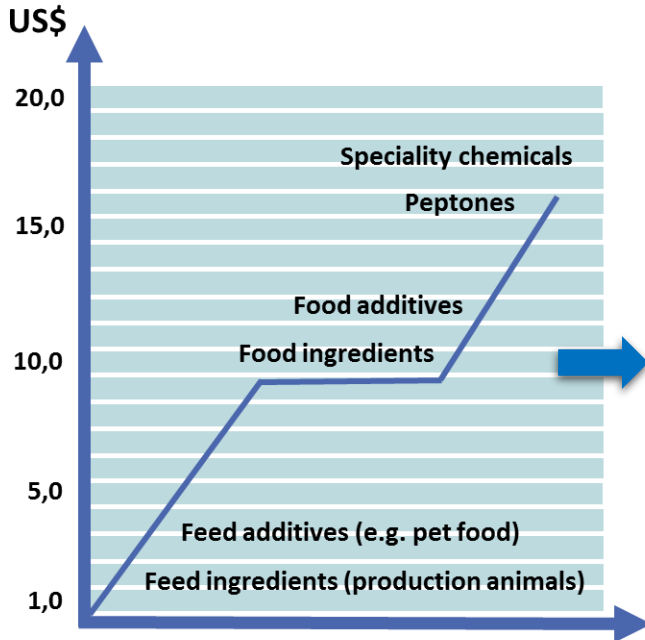 US$
20,0
Speciality chemicals
Peptones
15,0
Food additives
Food ingredients
10,0
5,0
Feed additives (e.g. pet food)
Feed ingredients (production animals)
1,0